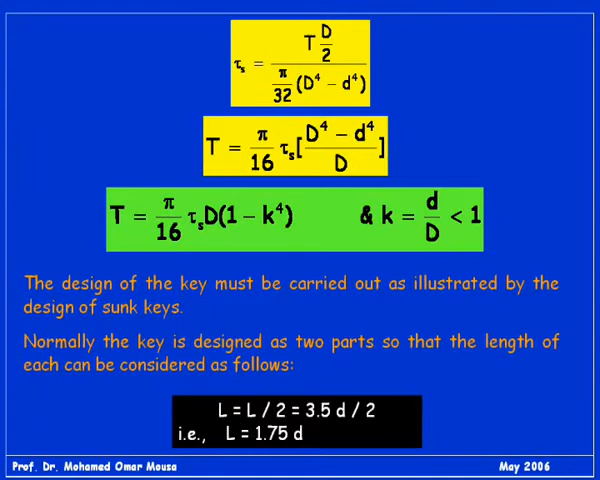 τs = T D/2 / π/32 (D⁴ − d⁴)
T = π/16 τs[D⁴ − d⁴/D]
T = π/16 τsD(1 − k⁴) & k = d/D < 1
The design of the key must be carried out as illustrated by the
design of sunk keys.
Normally the key is designed as two parts so that the length of
each can be considered as follows:
L = L / 2 = 3.5 d / 2
i.e., L = 1.75 d
Prof. Dr. Mohamed Omar Mousa May 2006